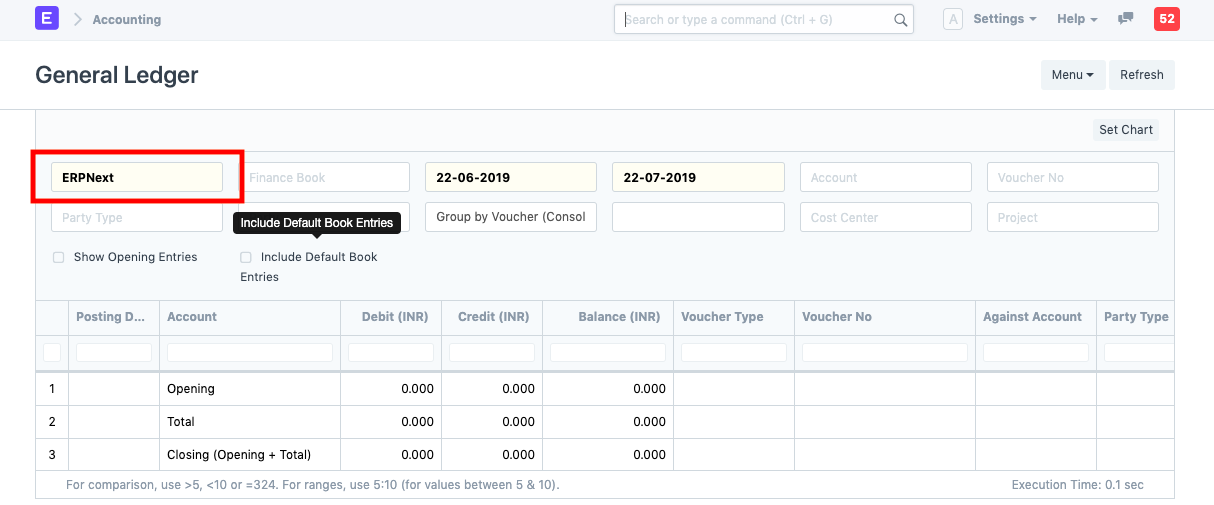 E Accounting Search or type a command (Ctrl + G) A Settings Help 52
General Ledger Menu Refresh
Set Chart
ERPNext Finance Book 22-06-2019 22-07-2019 Account Voucher No
Party Type Group by Voucher (Consol Cost Center Project
Include Default Book Entries
Show Opening Entries Include Default Book
Entries
Posting D... Account Debit (INR) Credit (INR) Balance (INR) Voucher Type Voucher No Against Account Party Type
1 Opening 0.000 0.000 0.000
2 Total 0.000 0.000 0.000
3 Closing (Opening + Total) 0.000 0.000 0.000
For comparison, use >5, <10 or =324. For ranges, use 5:10 (for values between 5 & 10). Execution Time: 0.1 sec